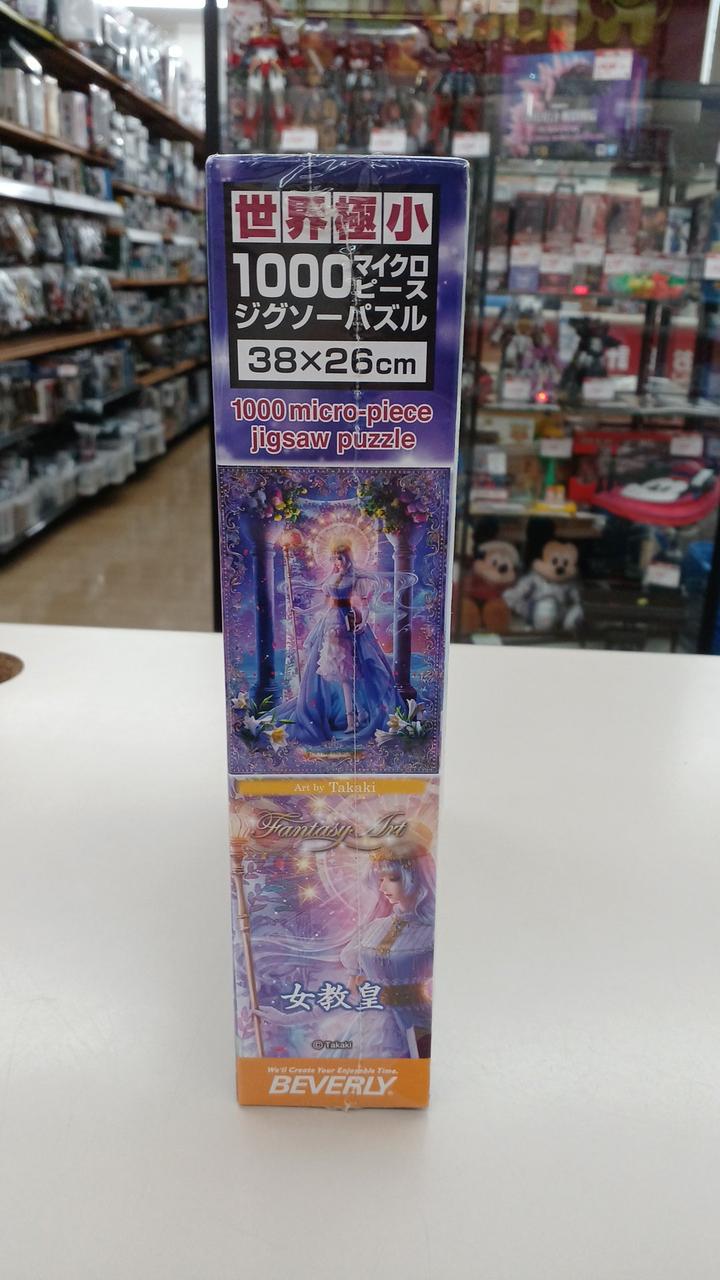 世界極小
1000マイクロピース
ジグソーパズル
38×26cm
1000 micro-piece
jigsaw puzzle
Art by Takaki
Fantasy Art
女教皇
© Takaki
We'll Create Your Enjoyable Time.
BEVERLY®